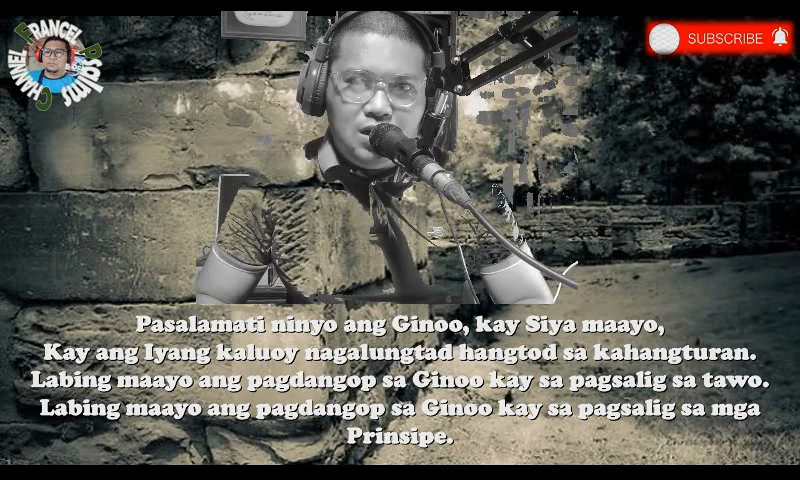 FRANCEL Psalms CHANNEL
SUBSCRIBE
Pasalamati ninyo ang Ginoo, kay Siya maayo,
Kay ang Iyang kaluoy nagalungtad hangtod sa kahangturan.
Labing maayo ang pagdangop sa Ginoo kay sa pagsalig sa tawo.
Labing maayo ang pagdangop sa Ginoo kay sa pagsalig sa mga
Prinsipe.